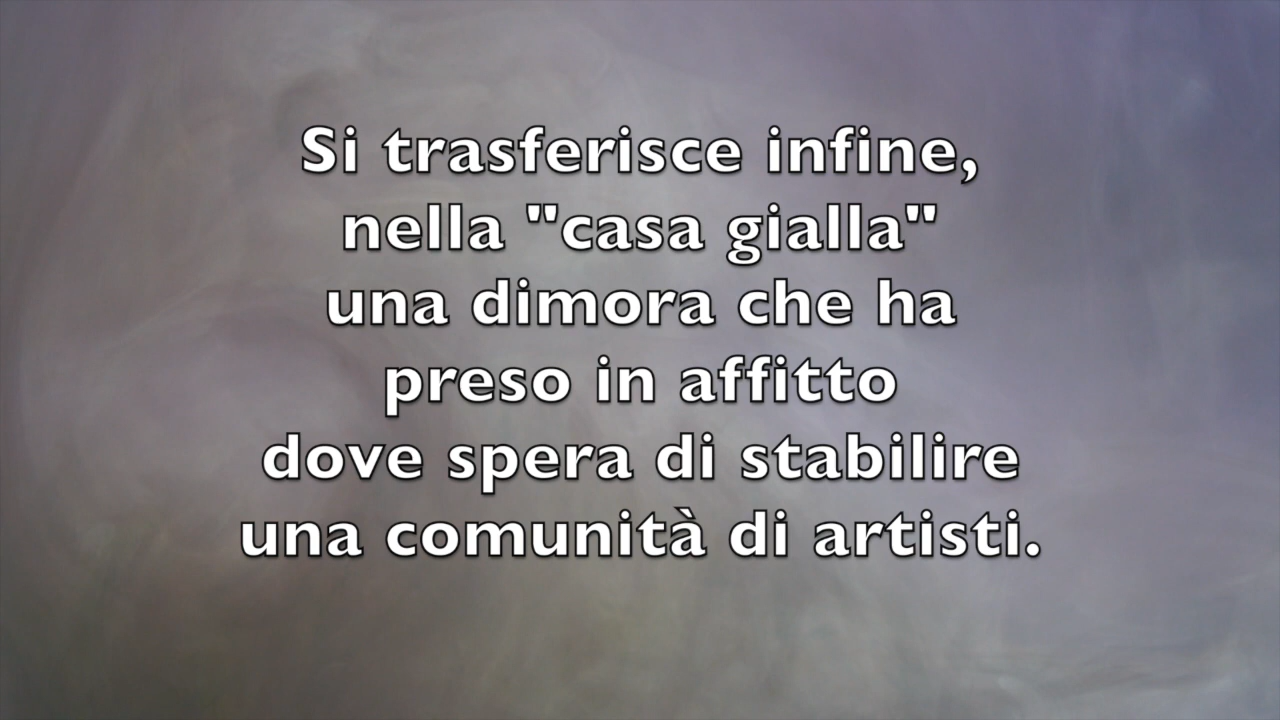 Si trasferisce infine,
nella "casa gialla"
una dimora che ha
preso in affitto
dove spera di stabilire
una comunità di artisti.